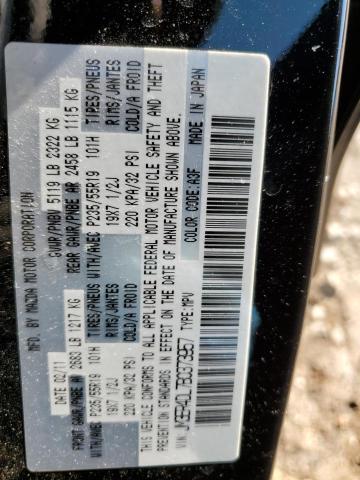 MFD. BY MAZDA MOTOR CORPORATION
DATE 02/11 GVWR/PNBV 5119 LB 2322 KG
FRONT GAWR/PNBE AV 2683 LB 1217 KG REAR GAWR/PNBE AR 2458 LB 1115 KG
TIRES/PNEUS WITH/AVEC P235/55R19 101H TIRES/PNEUS WITH/AVEC P235/55R19 101H
RIMS/JANTES 19X7 1/2J RIMS/JANTES 19X7 1/2J
COLD/A FROID 220 KPA/32 PSI COLD/A FROID 220 KPA/32 PSI
THIS VEHICLE CONFORMS TO ALL APPLICABLE FEDERAL MOTOR VEHICLE SAFETY AND THEFT
PREVENTION STANDARDS IN EFFECT ON THE DATE OF MANUFACTURE SHOWN ABOVE.
TYPE:MPV COLOR CODE:A3F MADE IN JAPAN